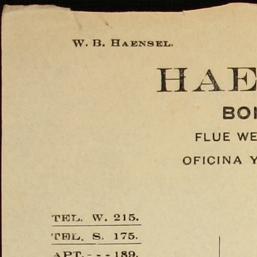 W. B. HAENSEL.
HAE
BO
FLUE WE
OFICINA Y
TEL. W. 215.
TEL. S. 175.
APT. - - - 189.